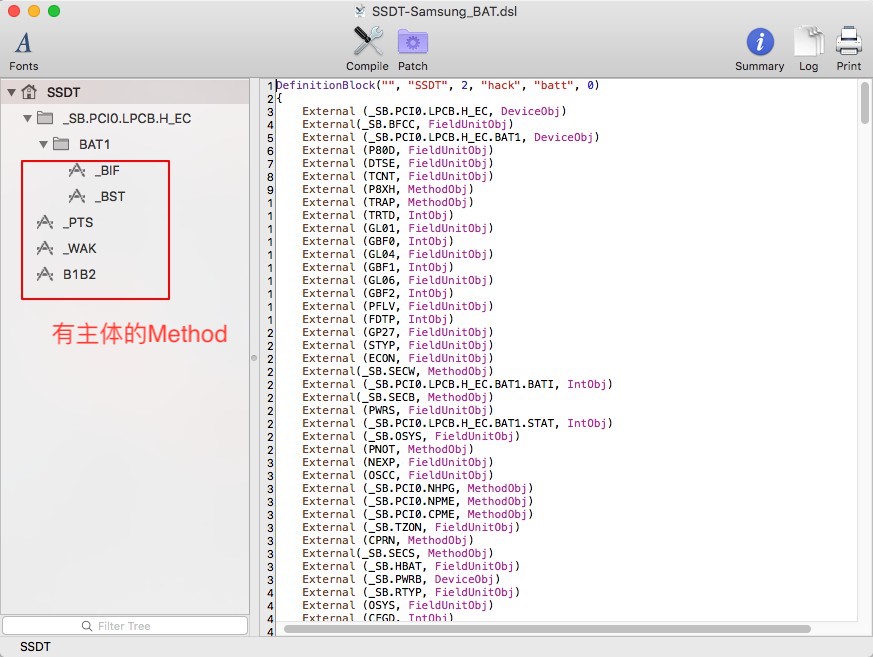 SSDT-Samsung_BAT.dsl
Fonts
Compile
Patch
Summary
Log
Print
SSDT
_SB.PCI0.LPCB.H_EC
BAT1
_BIF
_BST
_PTS
_WAK
B1B2
有主体的Method
1 DefinitionBlock("", "SSDT", 2, "hack", "batt", 0)
2 {
3 External (_SB.PCI0.LPCB.H_EC, DeviceObj)
4 External(_SB.BFCC, FieldUnitObj)
5 External (_SB.PCI0.LPCB.H_EC.BAT1, DeviceObj)
6 External (P80D, FieldUnitObj)
7 External (DTSE, FieldUnitObj)
8 External (TCNT, FieldUnitObj)
9 External (P8XH, MethodObj)
1 External (TRAP, MethodObj)
1 External (TRTD, IntObj)
1 External (GL01, FieldUnitObj)
1 External (GBF0, IntObj)
1 External (GL04, FieldUnitObj)
1 External (GBF1, IntObj)
1 External (GL06, FieldUnitObj)
1 External (GBF2, IntObj)
1 External (PFLV, FieldUnitObj)
1 External (FDTP, IntObj)
2 External (GP27, FieldUnitObj)
2 External (STYP, FieldUnitObj)
2 External (ECON, FieldUnitObj)
2 External(_SB.SECW, MethodObj)
2 External (_SB.PCI0.LPCB.H_EC.BAT1.BATI, IntObj)
2 External(_SB.SECB, MethodObj)
2 External (PWRS, FieldUnitObj)
2 External (_SB.PCI0.LPCB.H_EC.BAT1.STAT, IntObj)
2 External (_SB.OSYS, FieldUnitObj)
2 External (PNOT, MethodObj)
3 External (NEXP, FieldUnitObj)
3 External (OSCC, FieldUnitObj)
3 External (_SB.PCI0.NHPG, MethodObj)
3 External (_SB.PCI0.NPME, MethodObj)
3 External (_SB.PCI0.CPME, MethodObj)
3 External (_SB.TZON, FieldUnitObj)
3 External (CPRN, MethodObj)
3 External(_SB.SECS, MethodObj)
3 External (_SB.HBAT, FieldUnitObj)
3 External (_SB.PWRB, DeviceObj)
4 External (_SB.RTYP, FieldUnitObj)
4 External (OSYS, FieldUnitObj)
4 External (CFGD, IntObj)
4
Filter Tree
SSDT